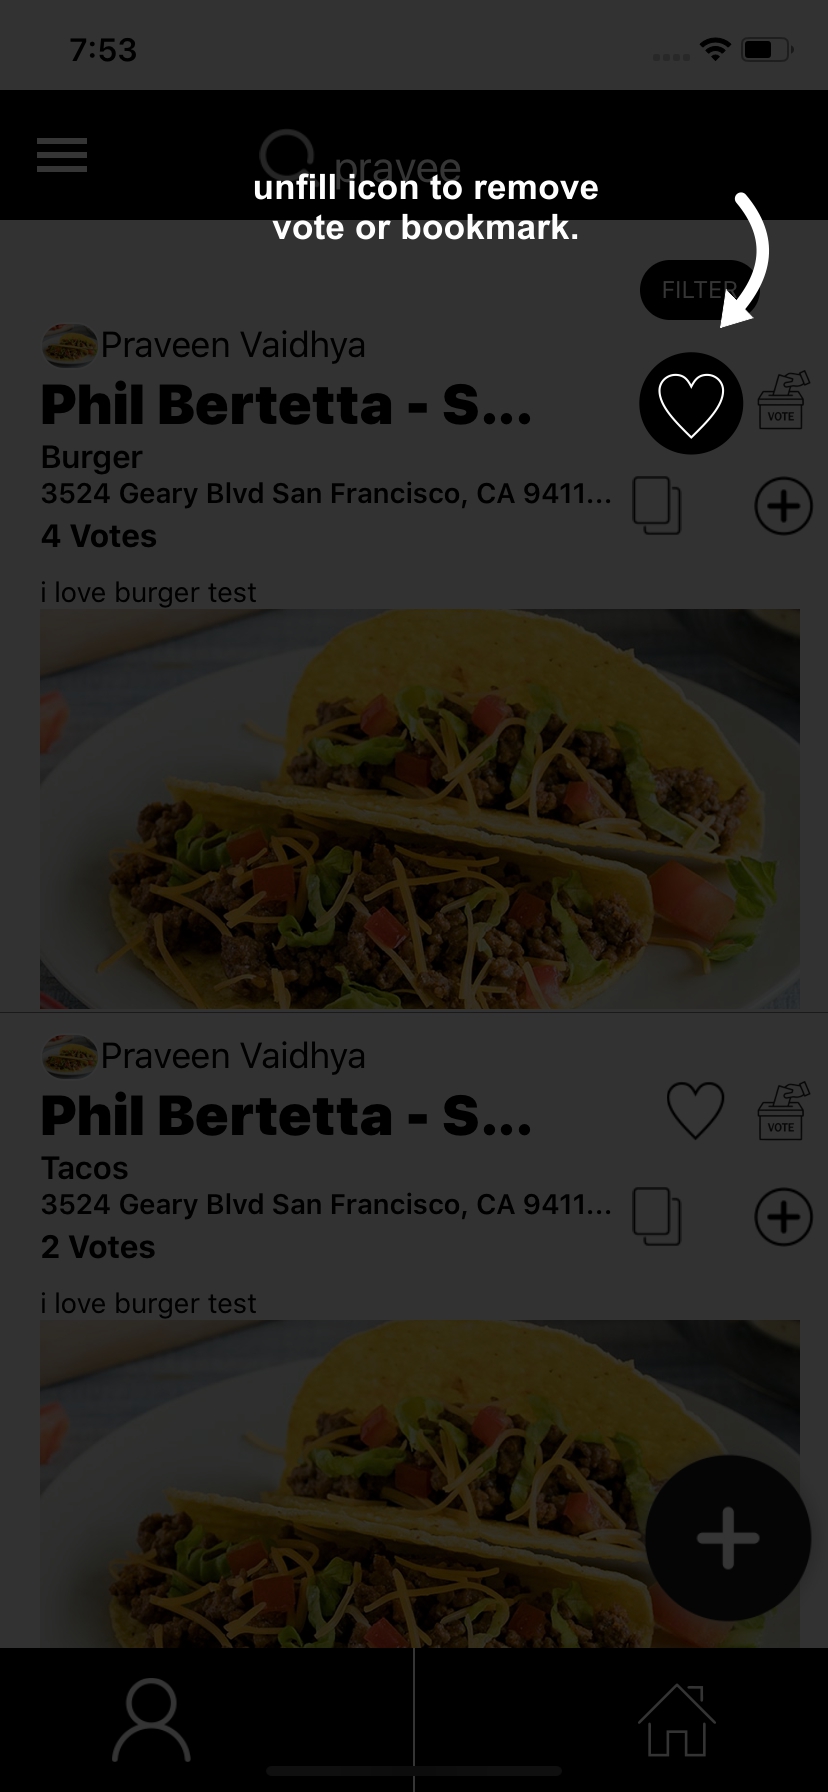 7:53
pravee
unfill icon to remove
vote or bookmark.
FILTER
Praveen Vaidhya
Phil Bertetta - S...
VOTE
Burger
3524 Geary Blvd San Francisco, CA 9411...
4 Votes
i love burger test
Praveen Vaidhya
Phil Bertetta - S...
VOTE
Tacos
3524 Geary Blvd San Francisco, CA 9411...
2 Votes
i love burger test